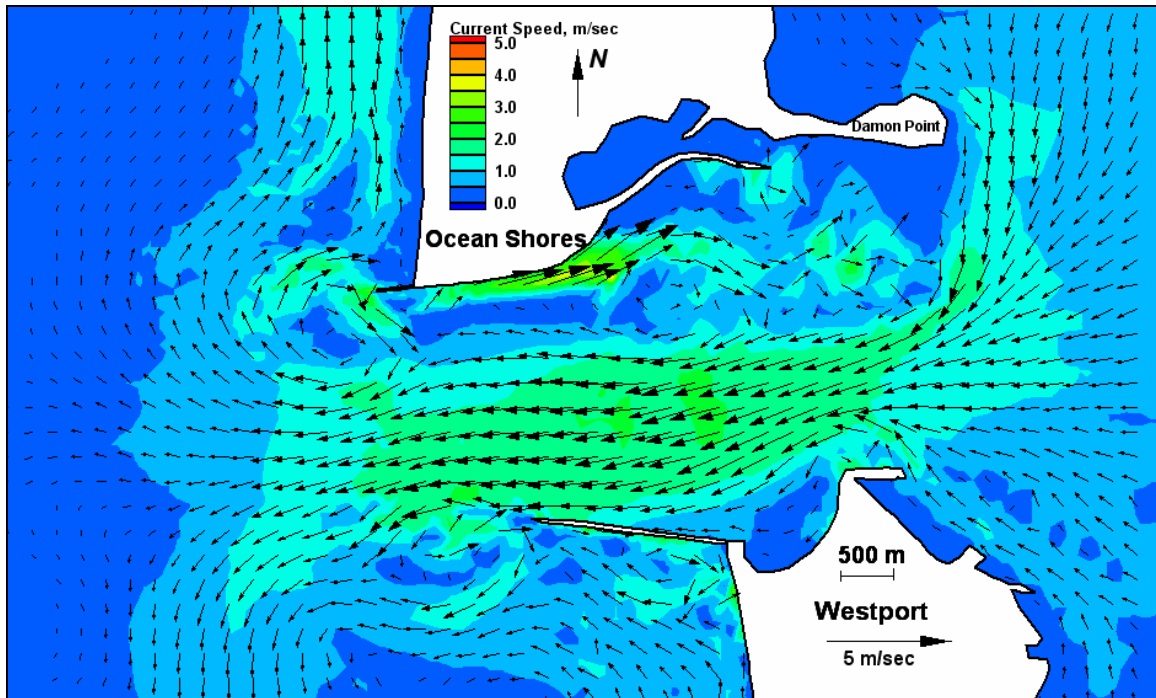 Current Speed, m/sec
5.0
4.0
3.0
2.0
1.0
0.0
N
Damon Point
Ocean Shores
500 m
Westport
5 m/sec